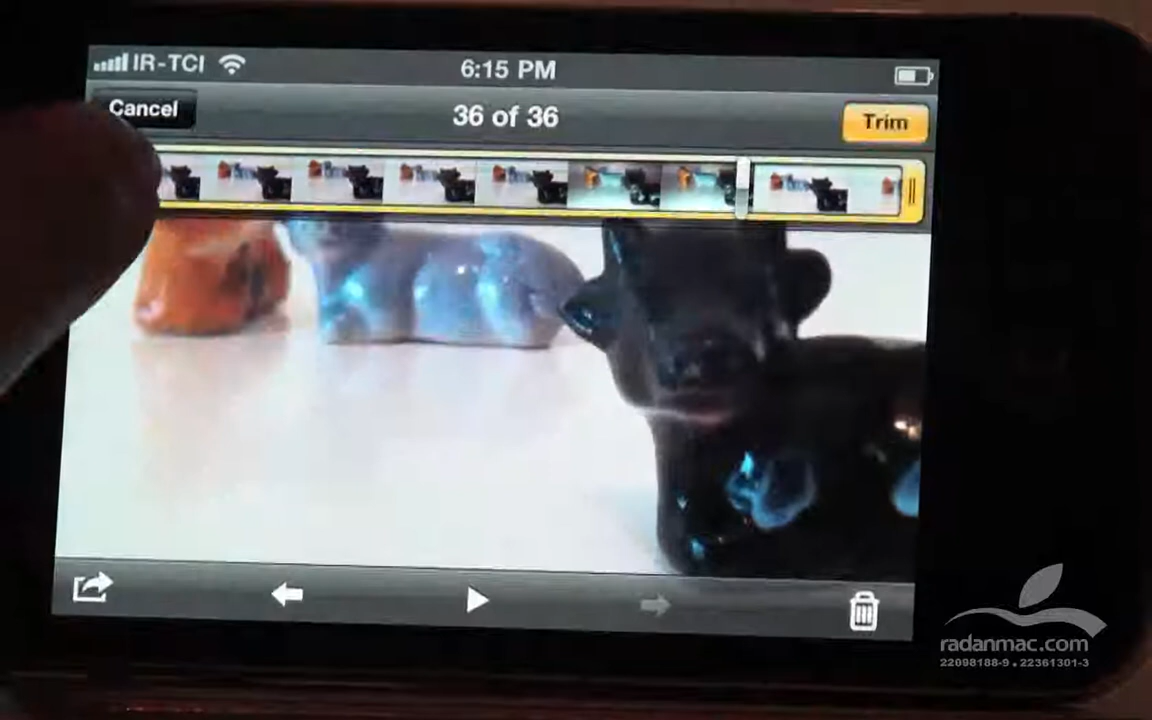 IR-TCI
6:15 PM
Cancel
36 of 36
Trim
radanmac.com
22098188-9 . 22361301-3